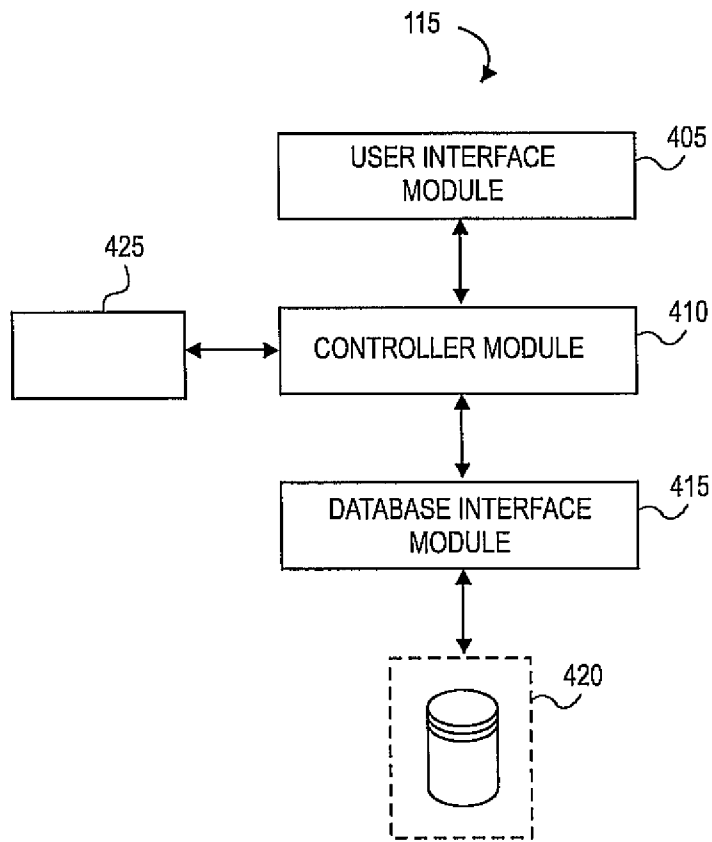 115
USER INTERFACE
MODULE
405
425
CONTROLLER MODULE
410
DATABASE INTERFACE
MODULE
415
420